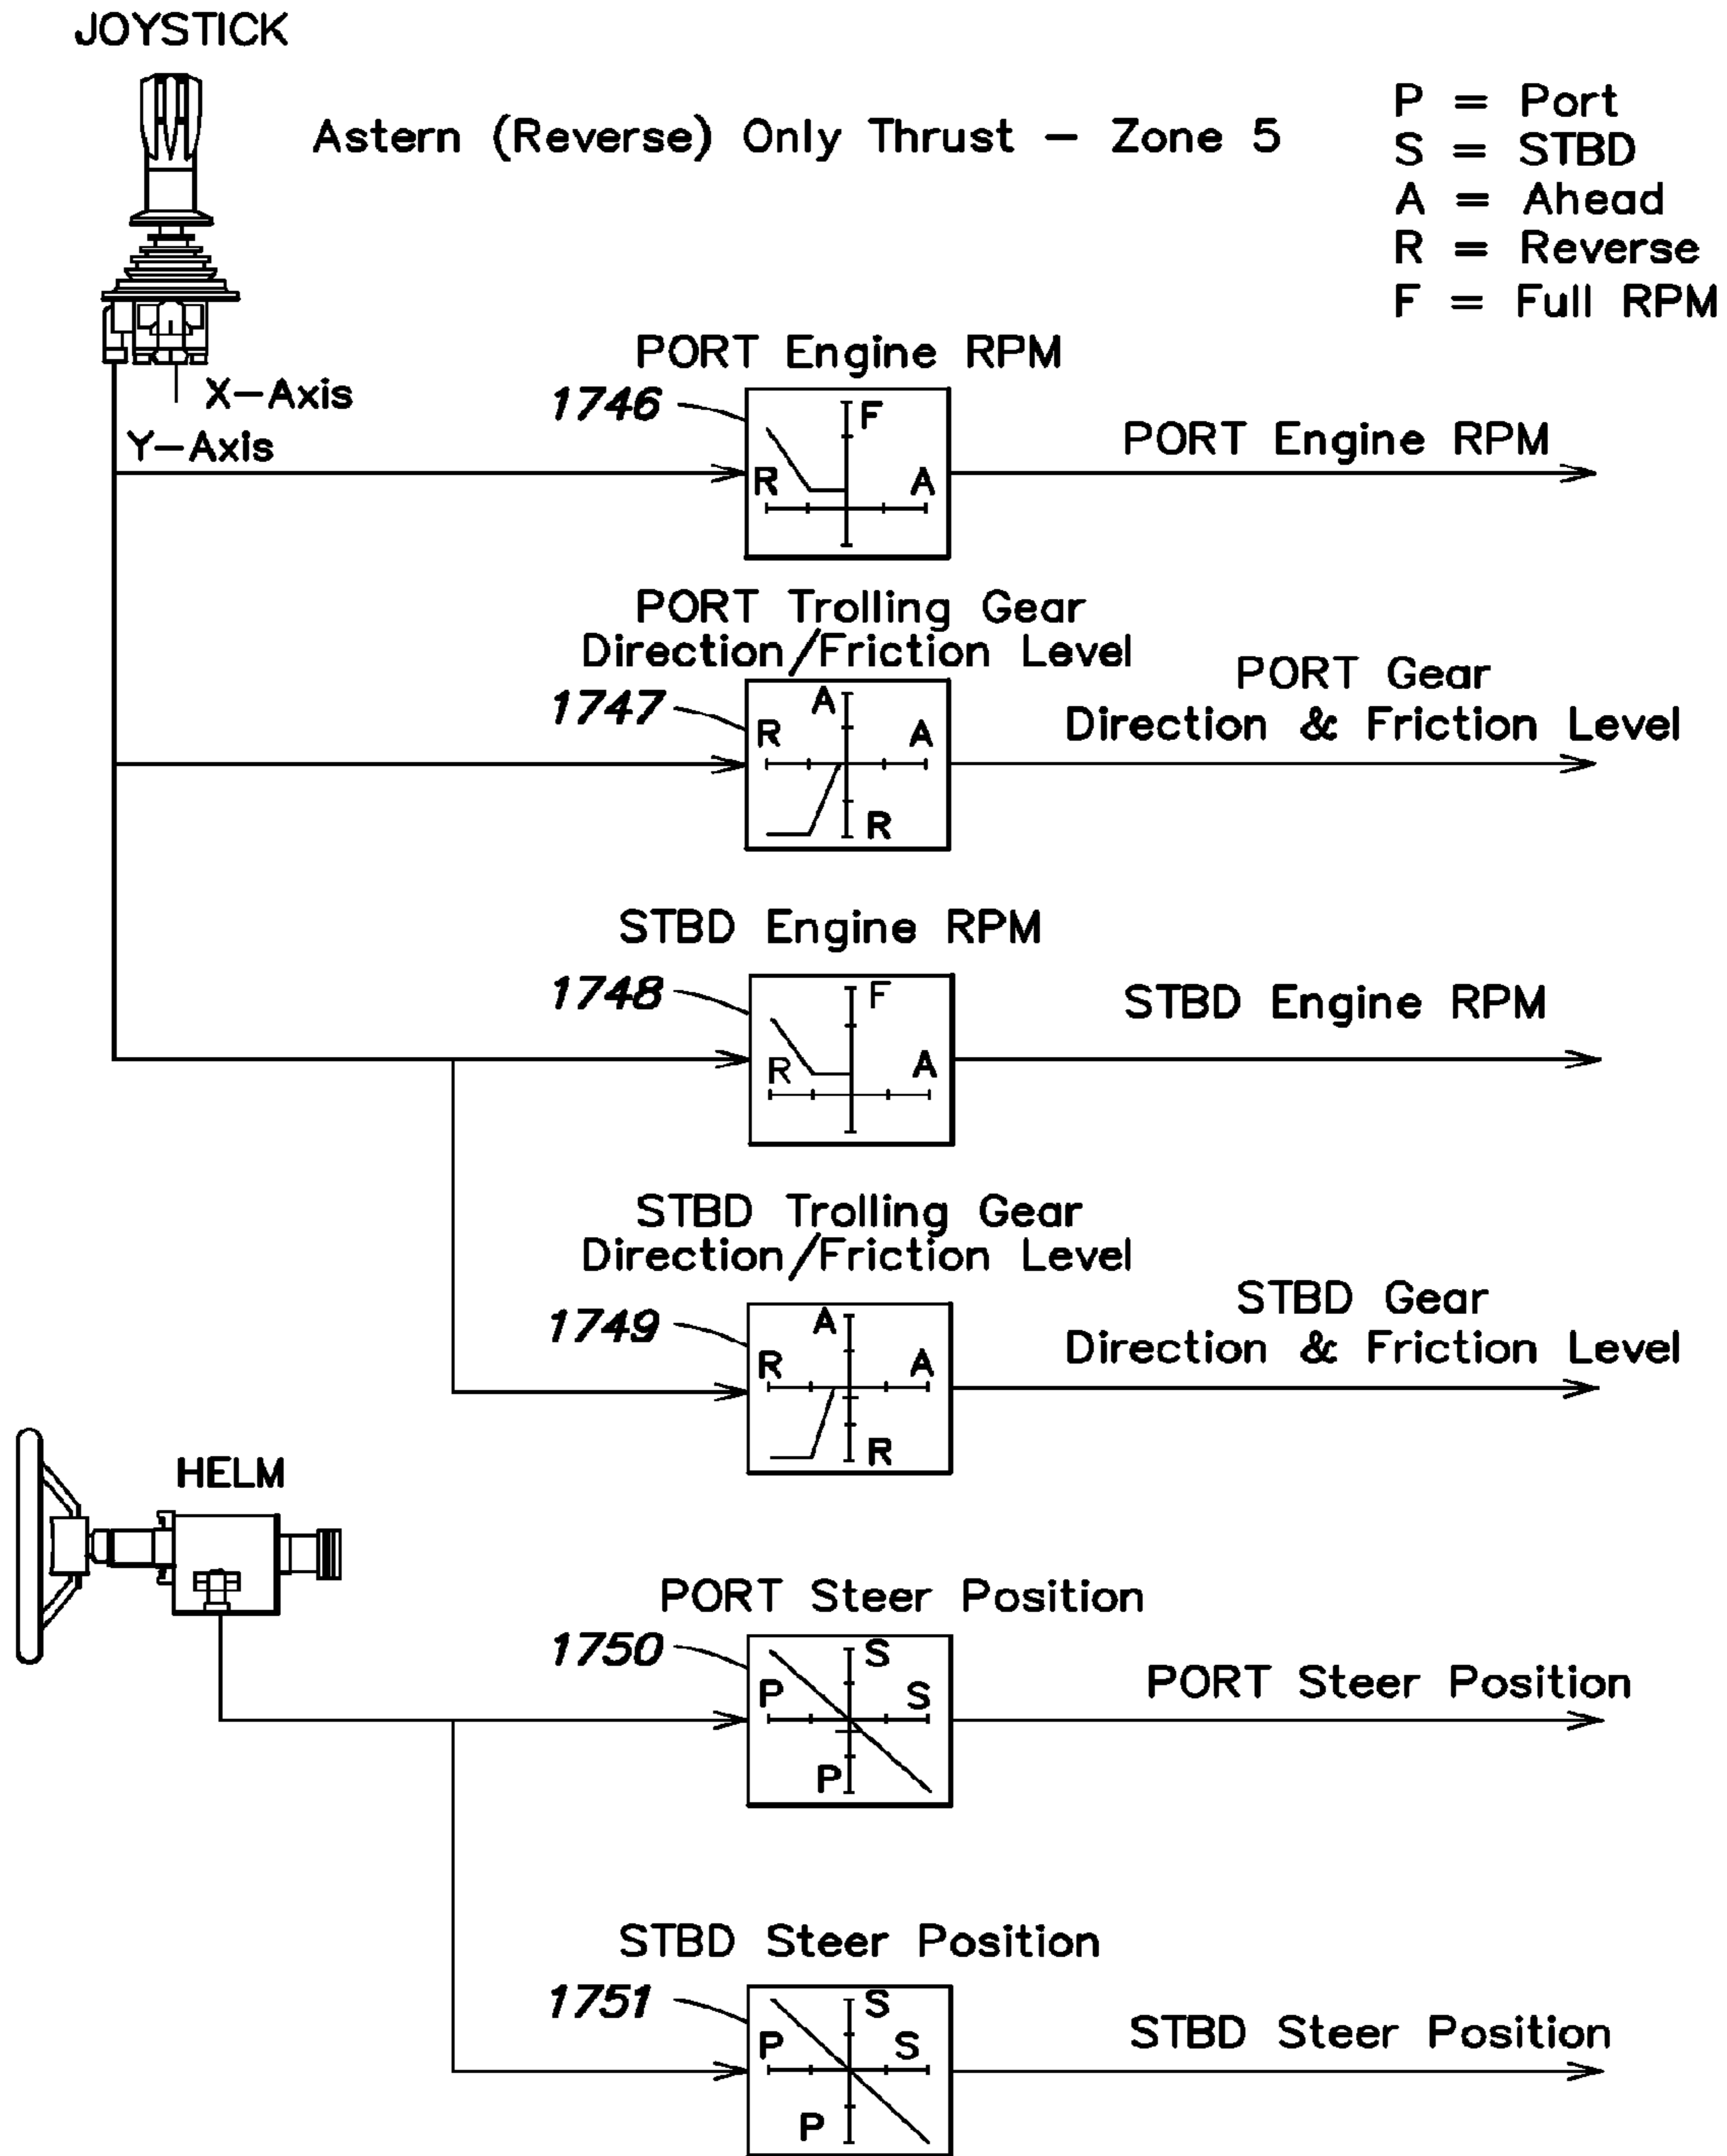 JOYSTICK
Astern (Reverse) Only Thrust – Zone 5
P = Port
S = STBD
A = Ahead
R = Reverse
F = Full RPM
X–Axis
Y–Axis
PORT Engine RPM
1746
F
R
A
PORT Engine RPM
PORT Trolling Gear
Direction/Friction Level
1747
A
R
A
R
PORT Gear
Direction & Friction Level
STBD Engine RPM
1748
F
R
A
STBD Engine RPM
STBD Trolling Gear
Direction/Friction Level
1749
A
R
A
R
STBD Gear
Direction & Friction Level
HELM
PORT Steer Position
1750
S
P
S
P
PORT Steer Position
STBD Steer Position
1751
S
P
S
P
STBD Steer Position